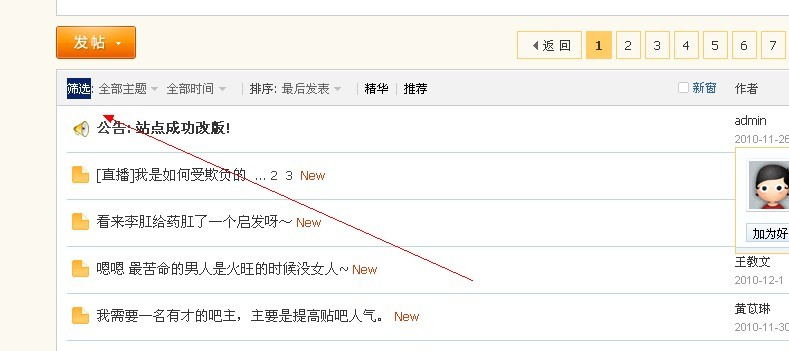 发帖
返回 1 2 3 4 5 6 7
筛选: 全部主题 全部时间 排序: 最后发表 精华 推荐 新窗 作者
公告: 站点成功改版! admin
2010-11-26
[直播]我是如何受欺负的 ... 2 3 New
看来李肛给药肛了一个启发呀～ New
加为好
嗯嗯 最苦命的男人是火旺的时候没女人~ New 王教文
2010-12-1
我需要一名有才的吧主，主要是提高贴吧人气。 New 黄苡琳
2010-11-30